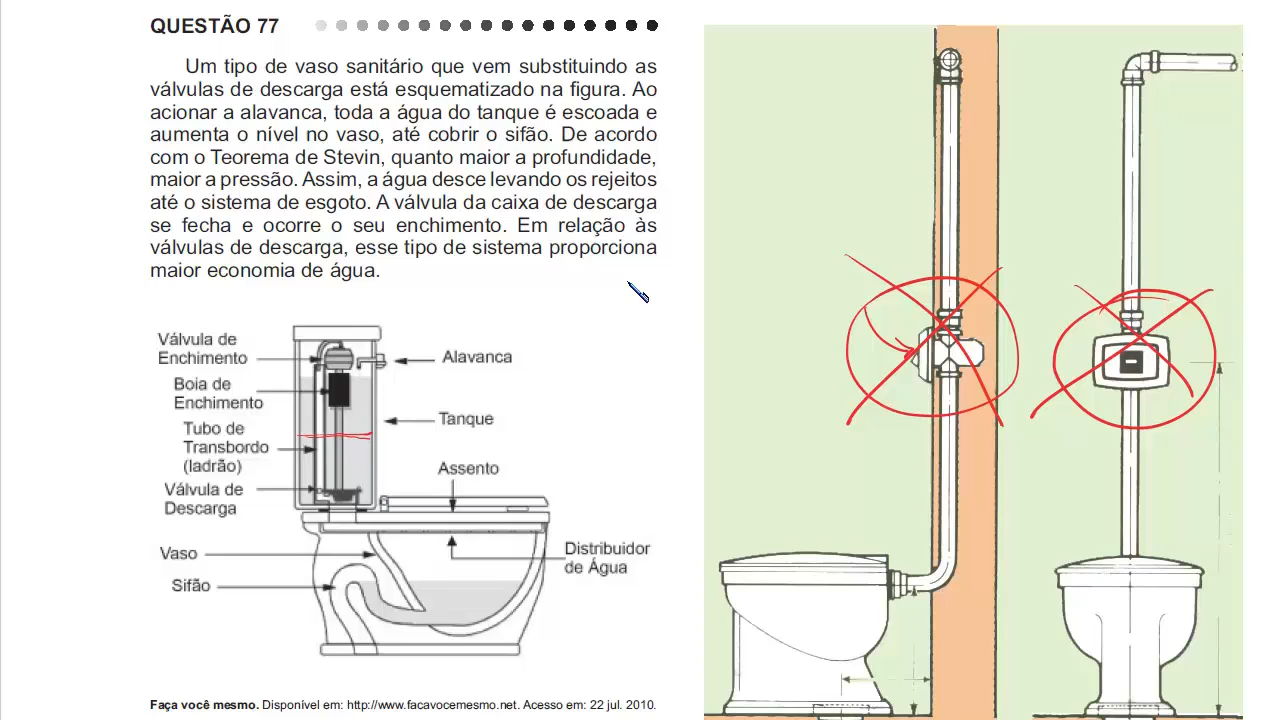 QUESTÃO 77
Um tipo de vaso sanitário que vem substituindo as
válvulas de descarga está esquematizado na figura. Ao
acionar a alavanca, toda a água do tanque é escoada e
aumenta o nível no vaso, até cobrir o sifão. De acordo
com o Teorema de Stevin, quanto maior a profundidade,
maior a pressão. Assim, a água desce levando os rejeitos
até o sistema de esgoto. A válvula da caixa de descarga
se fecha e ocorre o seu enchimento. Em relação às
válvulas de descarga, esse tipo de sistema proporciona
maior economia de água.
Válvula de
Enchimento
Alavanca
Boia de
Enchimento
Tanque
Tubo de
Transbordo
(ladrão)
Assento
Válvula de
Descarga
Vaso
Distribuidor
de Água
Sifão
Faça você mesmo. Disponível em: http://www.facavocemesmo.net. Acesso em: 22 jul. 2010.